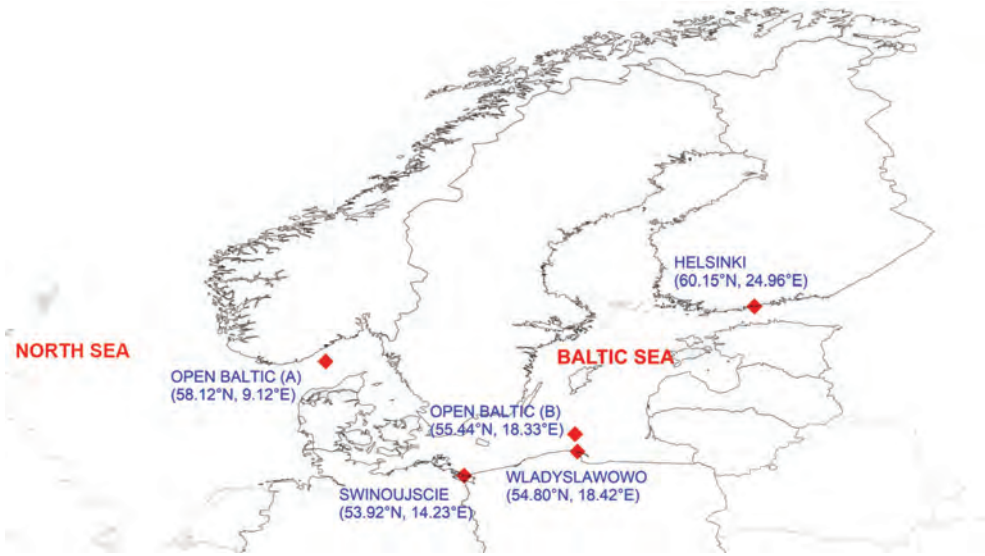 HELSINKI
(60.15°N, 24.96°E)
NORTH SEA
BALTIC SEA
OPEN BALTIC (A)
(58.12°N, 9.12°E)
OPEN BALTIC (B)
(55.44°N, 18.33°E)
WLADYSLAWOWO
(54.80°N, 18.42°E)
SWINOUJSCIE
(53.92°N, 14.23°E)